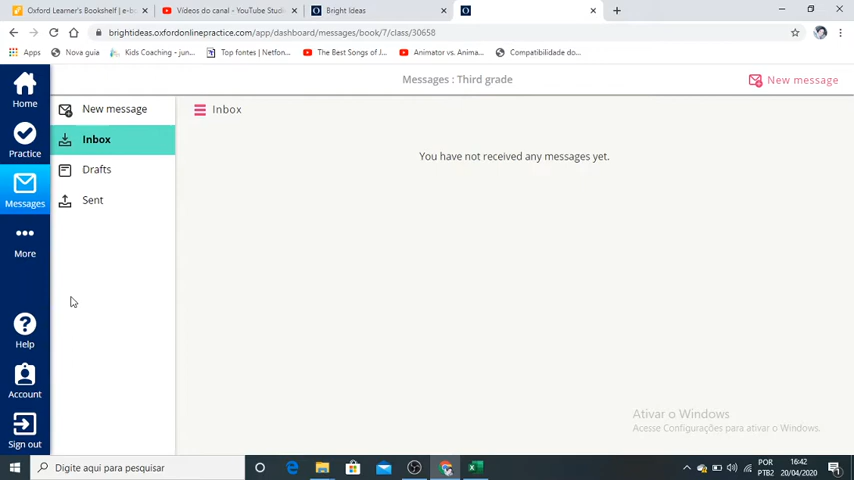 Oxford Learner's Bookshelf | e-bo
Vídeos do canal - YouTube Studi
Bright Ideas
brightideas.oxfordonlinepractice.com/app/dashboard/messages/book/7/class/30658
Apps
Nova guia
Kids Coaching - jun...
Top fontes | Netfon...
The Best Songs of J...
Animator vs. Anima...
Compatibilidade do...
Messages : Third grade
New message
Home
Practice
Messages
More
Help
Account
Sign out
New message
Inbox
Drafts
Sent
Inbox
You have not received any messages yet.
Ativar o Windows
Acesse Configurações para ativar o Windows.
Digite aqui para pesquisar
POR
PTB2
16:42
20/04/2020
1